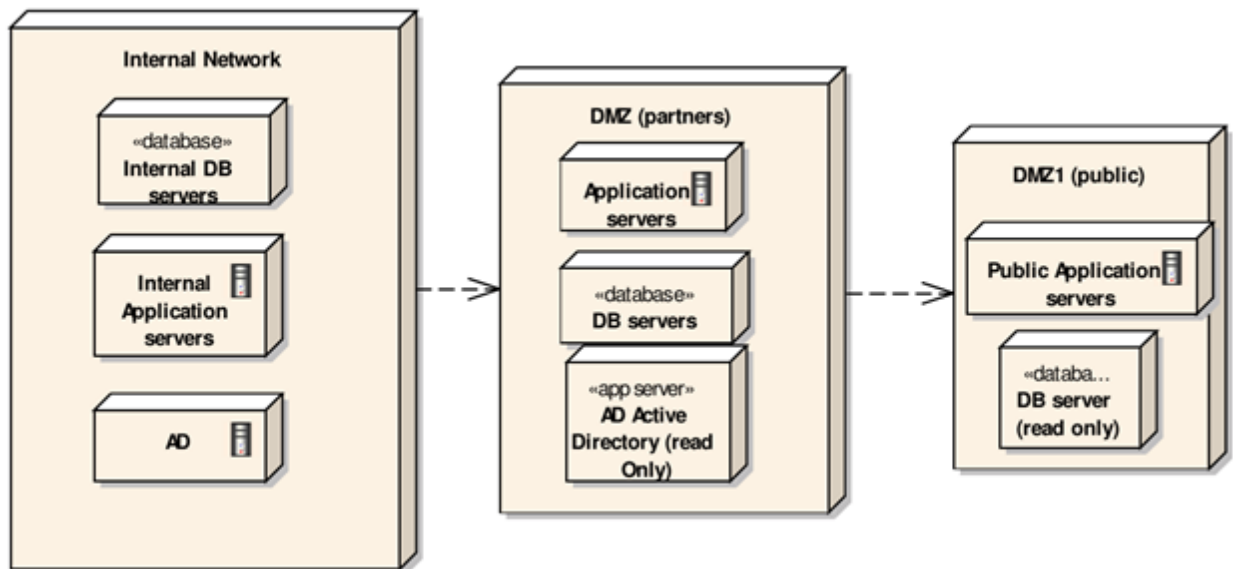 Internal Network
«database»
Internal DB
servers
Internal
Application
servers
AD
DMZ (partners)
Application
servers
«database»
DB servers
«app server»
AD Active
Directory (read
Only)
DMZ1 (public)
Public Application
servers
«databa...
DB server
(read only)